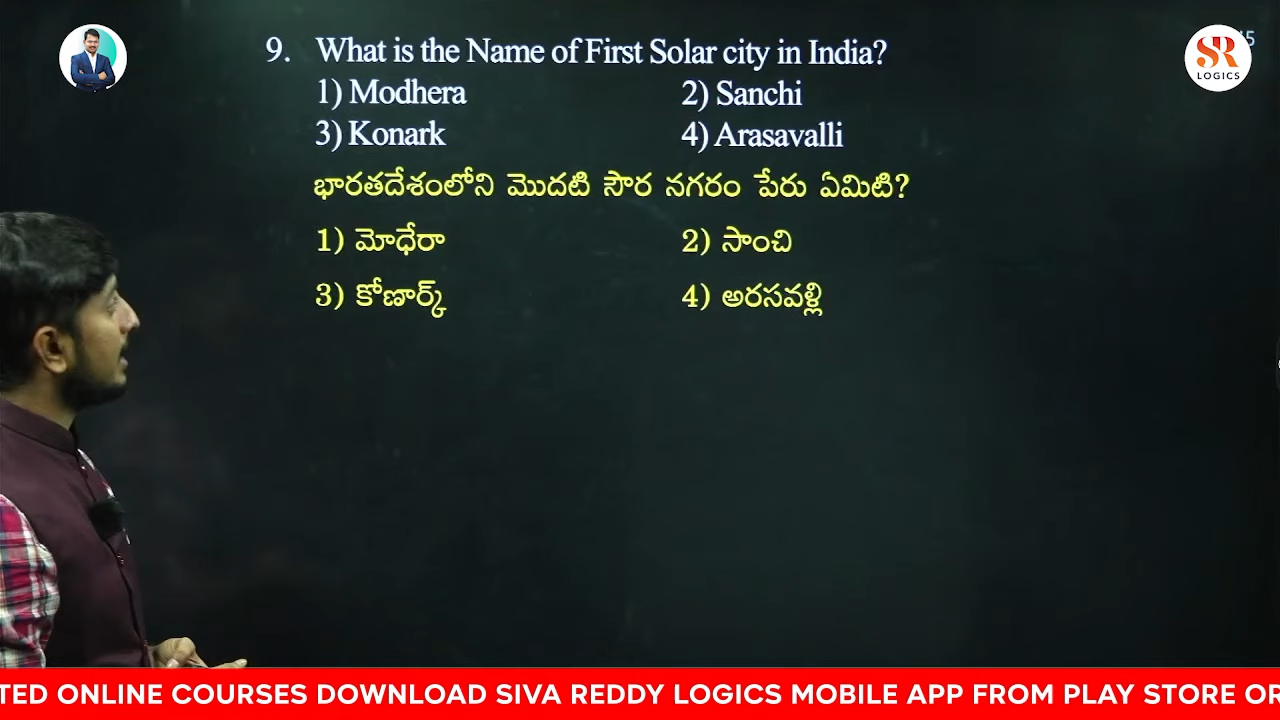 9. What is the Name of First Solar city in India?
1) Modhera 2) Sanchi
3) Konark 4) Arasavalli
భారతదేశంలోని మొదటి సౌర నగరం పేరు ఏమిటి?
1) మోధేరా 2) సాంచి
3) కోణార్క్ 4) అరసవళ్లి
SR
LOGICS
TED ONLINE COURSES DOWNLOAD SIVA REDDY LOGICS MOBILE APP FROM PLAY STORE OR